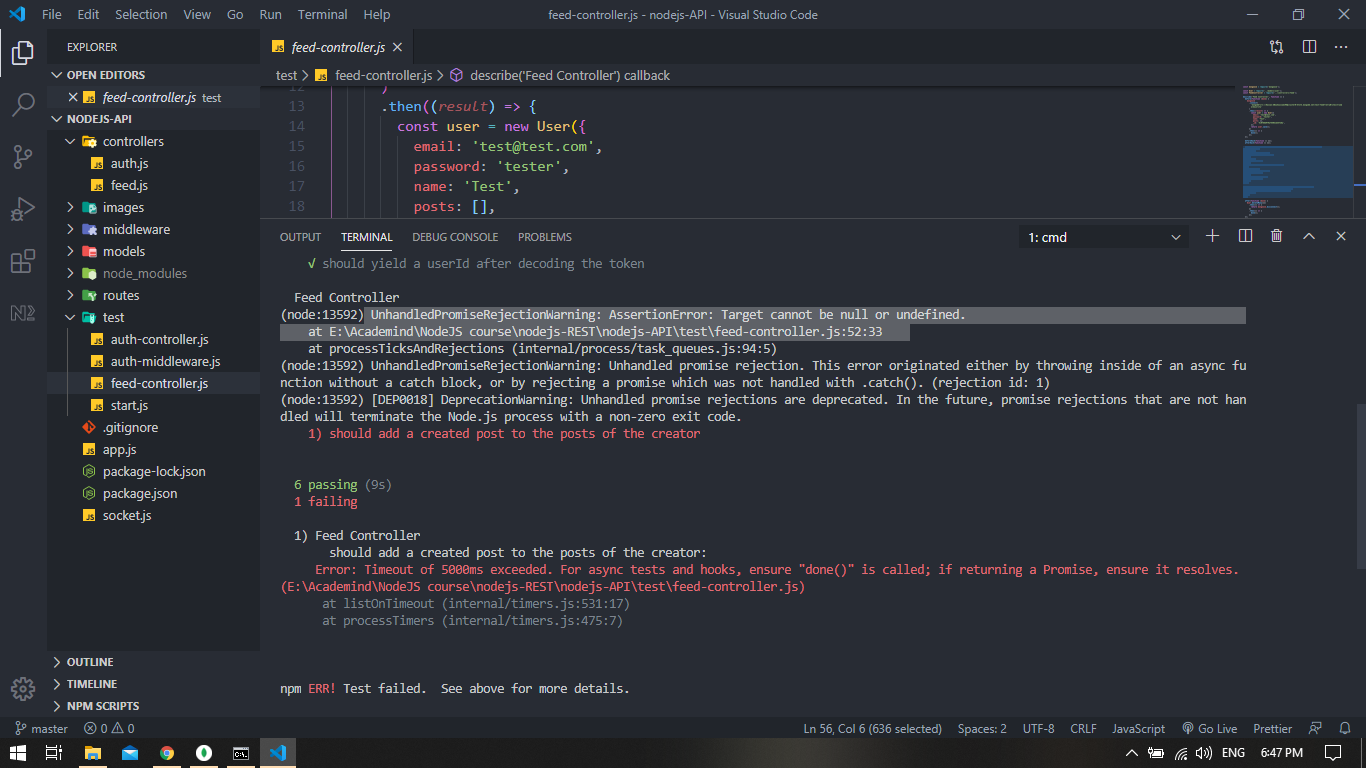 File Edit Selection View Go Run Terminal Help
feed-controller.js - nodejs-API - Visual Studio Code
EXPLORER
OPEN EDITORS
feed-controller.js test
NODEJS-API
controllers
auth.js
feed.js
images
middleware
models
node_modules
routes
test
auth-controller.js
auth-middleware.js
feed-controller.js
start.js
.gitignore
app.js
package-lock.json
package.json
socket.js
OUTLINE
TIMELINE
NPM SCRIPTS
feed-controller.js
test > feed-controller.js > describe('Feed Controller') callback
12 )
13 .then((result) => {
14 const user = new User({
15 email: 'test@test.com',
16 password: 'tester',
17 name: 'Test',
18 posts: [],
OUTPUT TERMINAL DEBUG CONSOLE PROBLEMS
1: cmd
√ should yield a userId after decoding the token
Feed Controller
(node:13592) UnhandledPromiseRejectionWarning: AssertionError: Target cannot be null or undefined.
at E:\Academind\NodeJS course\nodejs-REST\nodejs-API\test\feed-controller.js:52:33
at processTicksAndRejections (internal/process/task_queues.js:94:5)
(node:13592) UnhandledPromiseRejectionWarning: Unhandled promise rejection. This error originated either by throwing inside of an async fu
nction without a catch block, or by rejecting a promise which was not handled with .catch(). (rejection id: 1)
(node:13592) [DEP0018] DeprecationWarning: Unhandled promise rejections are deprecated. In the future, promise rejections that are not han
dled will terminate the Node.js process with a non-zero exit code.
1) should add a created post to the posts of the creator
6 passing (9s)
1 failing
1) Feed Controller
should add a created post to the posts of the creator:
Error: Timeout of 5000ms exceeded. For async tests and hooks, ensure "done()" is called; if returning a Promise, ensure it resolves.
(E:\Academind\NodeJS course\nodejs-REST\nodejs-API\test\feed-controller.js)
at listOnTimeout (internal/timers.js:531:17)
at processTimers (internal/timers.js:475:7)
npm ERR! Test failed.  See above for more details.
master 0 0 Ln 56, Col 6 (636 selected) Spaces: 2 UTF-8 CRLF JavaScript Go Live Prettier
ENG 6:47 PM